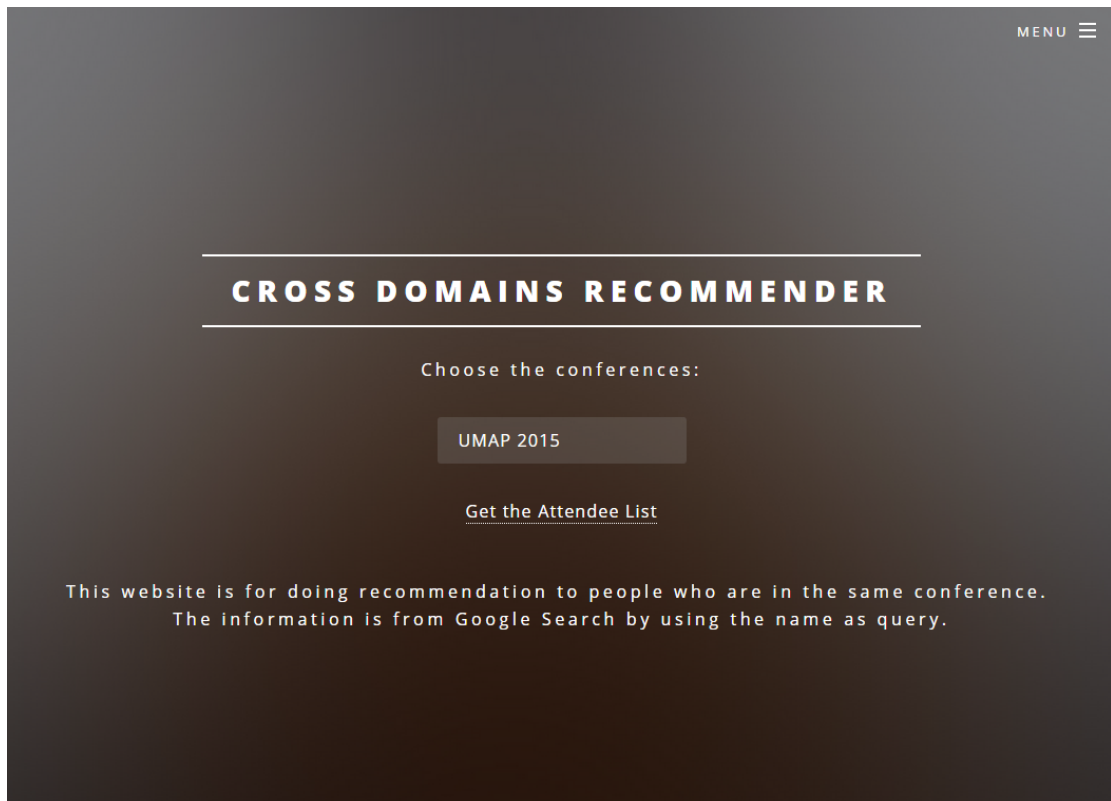 MENU
CROSS DOMAINS RECOMMENDER
Choose the conferences:
UMAP 2015
Get the Attendee List
This website is for doing recommendation to people who are in the same conference.
The information is from Google Search by using the name as query.